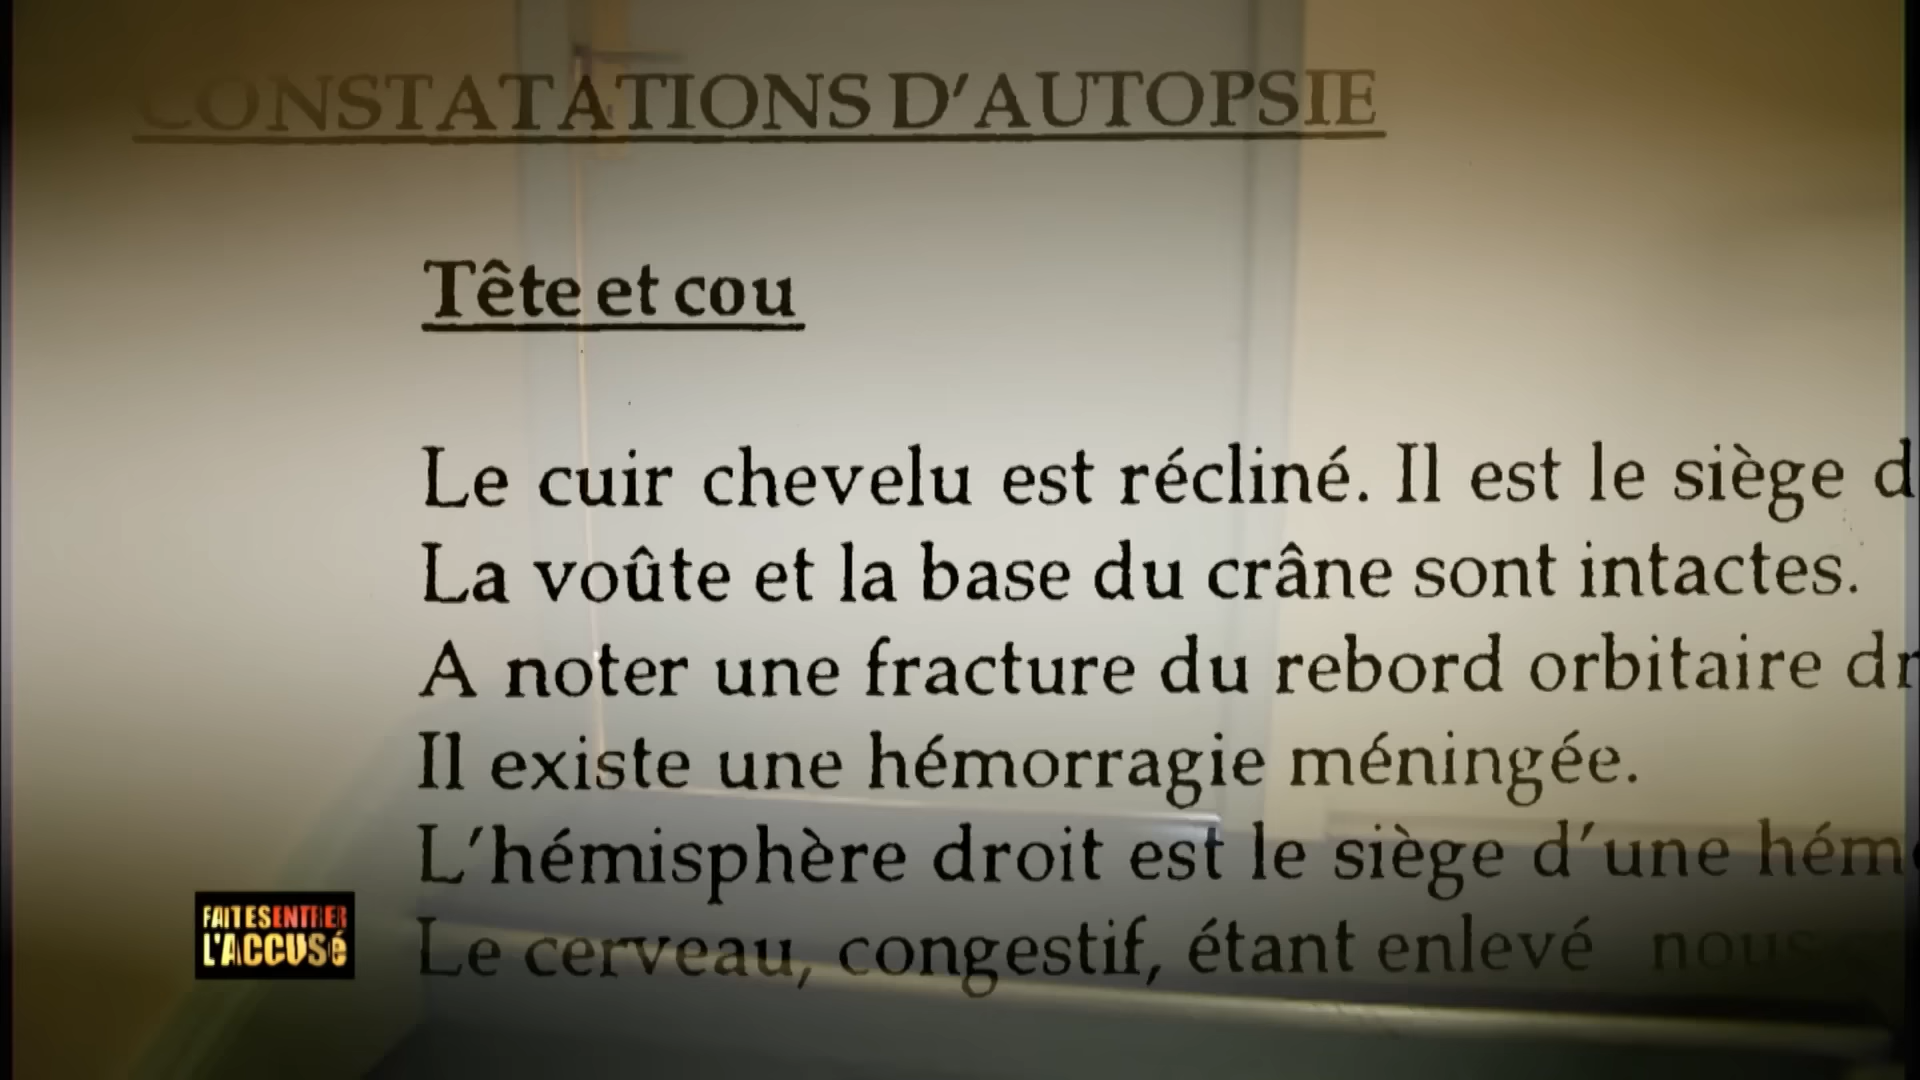 CONSTATATIONS D'AUTOPSIE
Tête et cou
Le cuir chevelu est récliné. Il est le siège
La voûte et la base du crâne sont intactes.
A noter une fracture du rebord orbitaire
Il existe une hémorragie méningée.
L'hémisphère droit est le siège d'une
Le cerveau, congestif, étant enlevé nous
FAITES ENTRER
L'ACCUSÉ